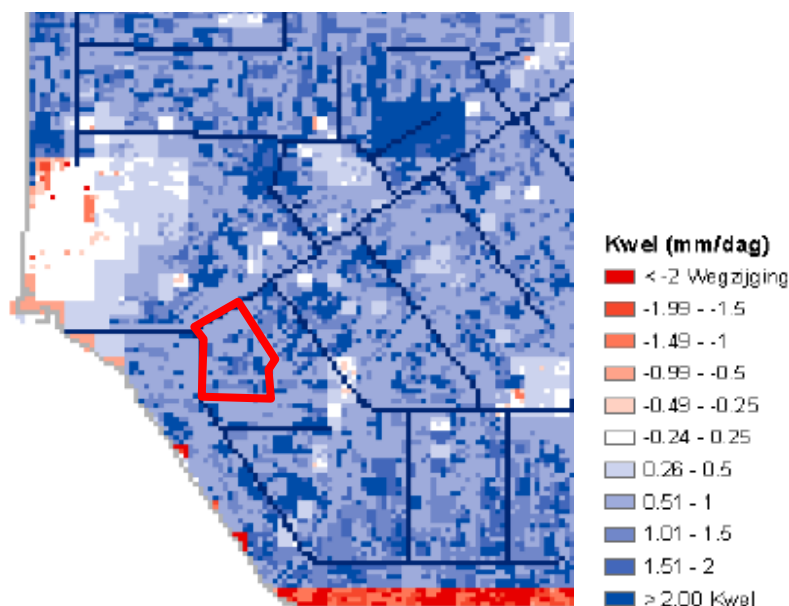 Kwel (mm/dag)
< -2 Wegzijging
-1.99 - -1.5
-1.49 - -1
-0.99 - -0.5
-0.49 - -0.25
-0.24 - 0.25
0.26 - 0.5
0.51 - 1
1.01 - 1.5
1.51 - 2
> 2.00 Kwel